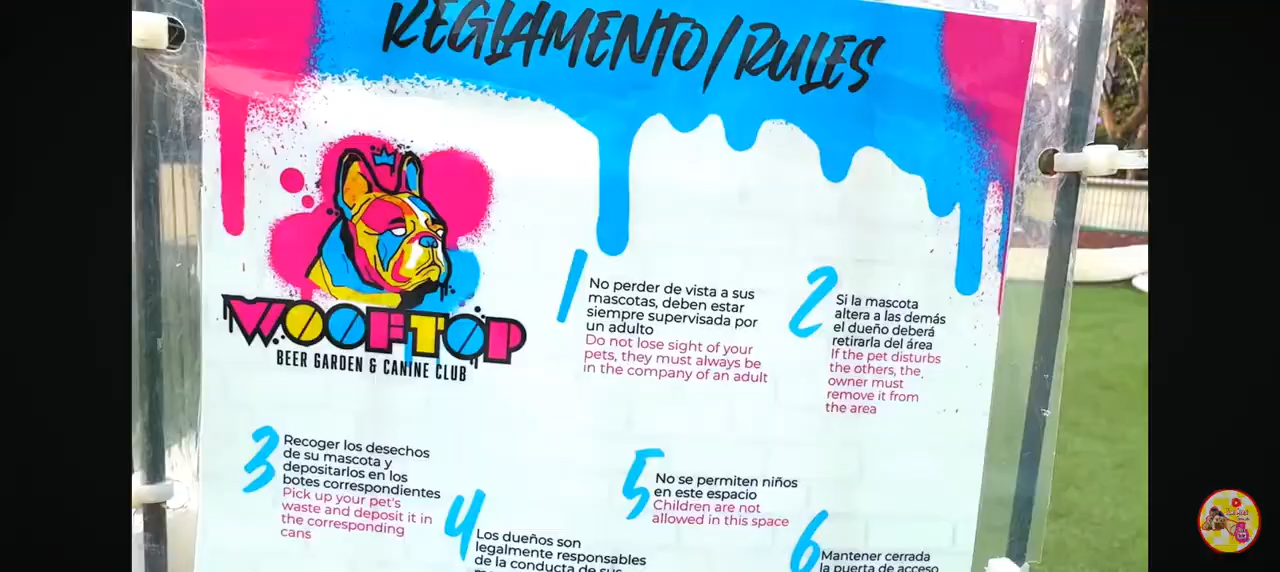 REGLAMENTO/RULES
WOOFTOP
BEER GARDEN & CANINE CLUB
1
No perder de vista a sus
mascotas, deben estar
siempre supervisada por
un adulto
Do not lose sight of your
pets, they must always be
in the company of an adult
2
Si la mascota
altera a las demás
el dueño deberá
retirarla del área
If the pet disturbs
the others, the
owner must
remove it from
the area
3
Recoger los desechos
de su mascota y
depositarlos en los
botes correspondientes
Pick up your pet's
waste and deposit it in
the corresponding
cans
4
Los dueños son
legalmente responsables
de la conducta de sus
5
No se permiten niños
en este espacio
Children are not
allowed in this space
6
Mantener cerrada
la puerta de acceso